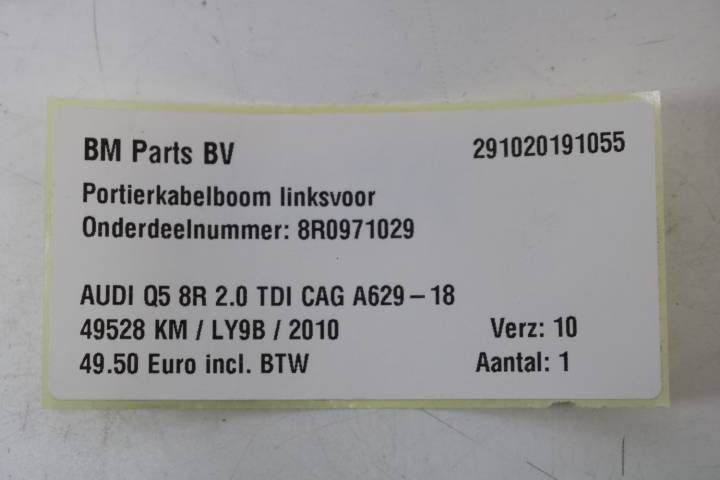 BM Parts BV 291020191055
Portierkabelboom linksvoor
Onderdeelnummer: 8R0971029
AUDI Q5 8R 2.0 TDI CAG A629-18
49528 KM / LY9B / 2010 Verz: 10
49.50 Euro incl. BTW Aantal: 1